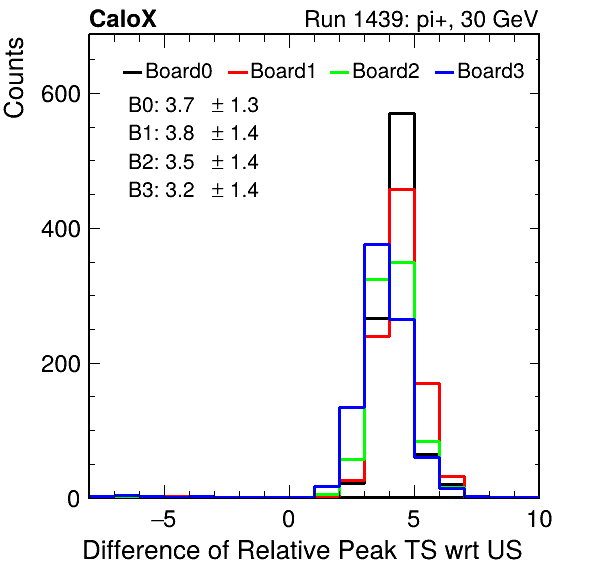 CaloX Run 1439: pi+, 30 GeV
Counts
Board0 Board1 Board2 Board3
B0: 3.7 ± 1.3
B1: 3.8 ± 1.4
B2: 3.5 ± 1.4
B3: 3.2 ± 1.4
600
400
200
0
−5 0 5 10
Difference of Relative Peak TS wrt US